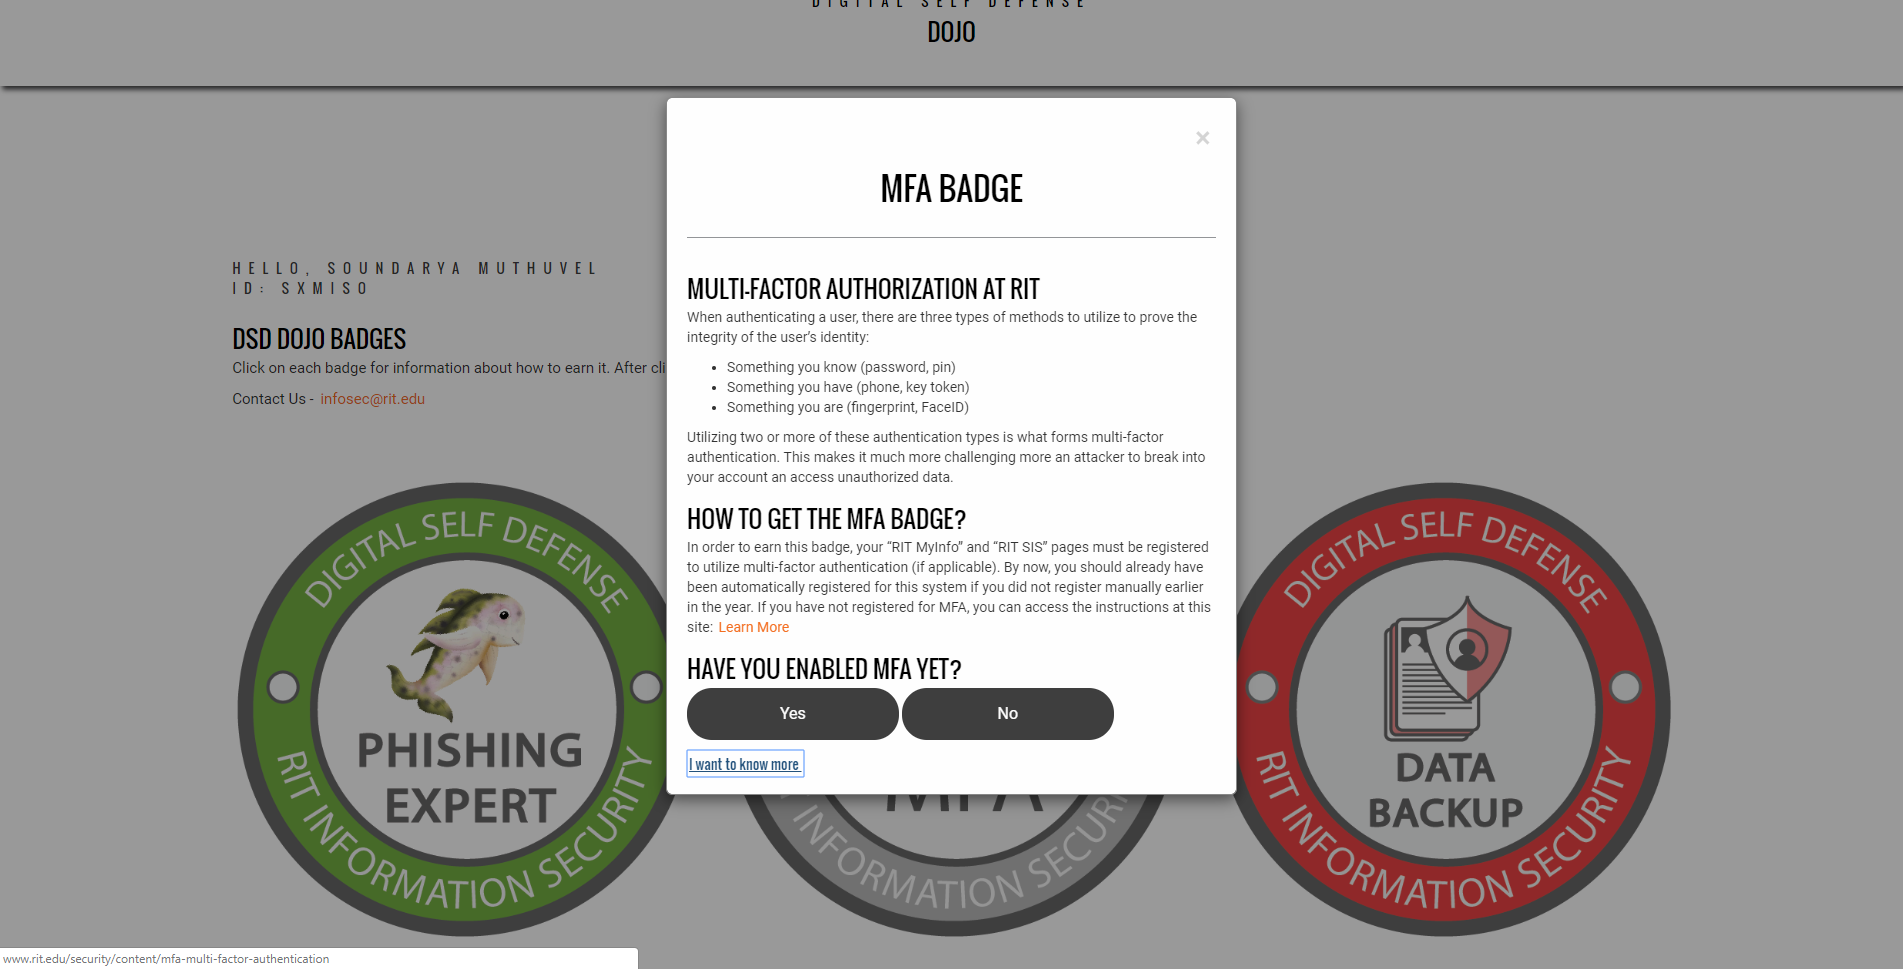 DIGITAL SELF DEFENSE
DOJO
HELLO, SOUNDARYA MUTHUVEL
ID: SXMISO
DSD DOJO BADGES
Click on each badge for information about how to earn it. After cli
Contact Us - infosec@rit.edu
×
MFA BADGE
MULTI-FACTOR AUTHORIZATION AT RIT
When authenticating a user, there are three types of methods to utilize to prove the
integrity of the user’s identity:
• Something you know (password, pin)
• Something you have (phone, key token)
• Something you are (fingerprint, FaceID)
Utilizing two or more of these authentication types is what forms multi-factor
authentication. This makes it much more challenging more an attacker to break into
your account an access unauthorized data.
HOW TO GET THE MFA BADGE?
In order to earn this badge, your “RIT MyInfo” and “RIT SIS” pages must be registered
to utilize multi-factor authentication (if applicable). By now, you should already have
been automatically registered for this system if you did not register manually earlier
in the year. If you have not registered for MFA, you can access the instructions at this
site: Learn More
HAVE YOU ENABLED MFA YET?
Yes No
I want to know more
DIGITAL SELF DEFENSE
PHISHING
EXPERT
RIT INFORMATION SECURITY
MFA
INFORMATION SECUR
DIGITAL SELF DEFENSE
DATA
BACKUP
RIT INFORMATION SECURITY
www.rit.edu/security/content/mfa-multi-factor-authentication